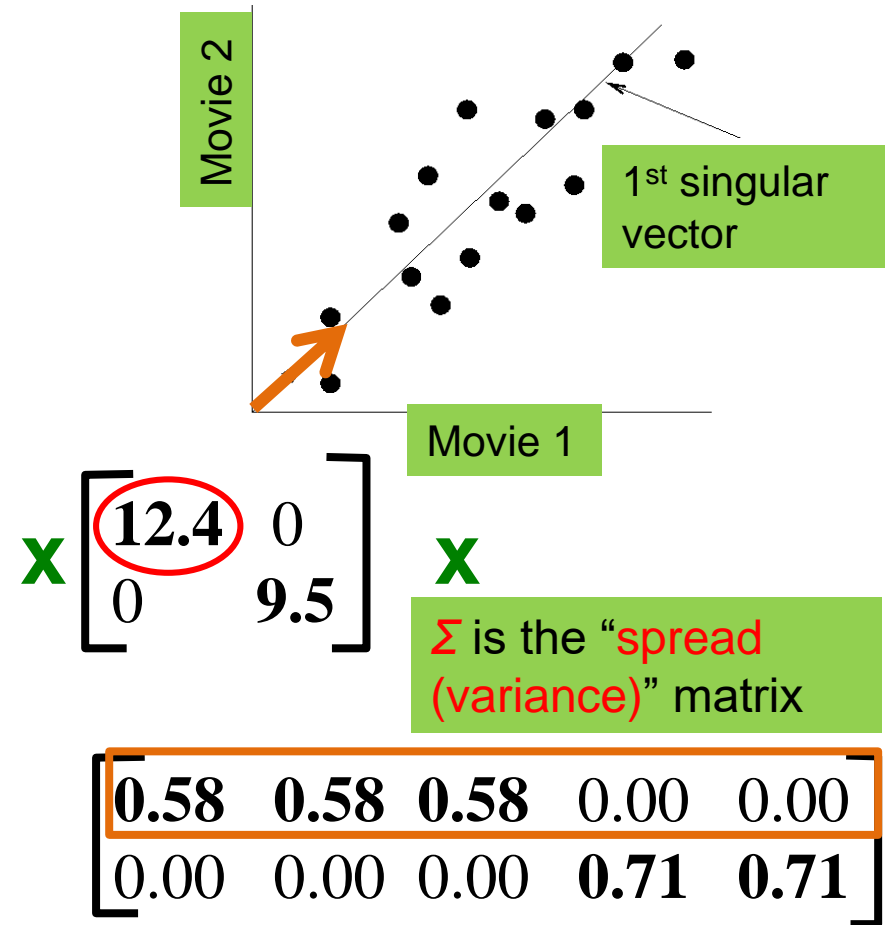 Movie 2
1st singular
vector
Movie 1
x [ 12.4 0 ] x
[ 0 9.5 ]
Σ is the “spread
(variance)” matrix
[ 0.58 0.58 0.58 0.00 0.00 ]
[ 0.00 0.00 0.00 0.71 0.71 ]